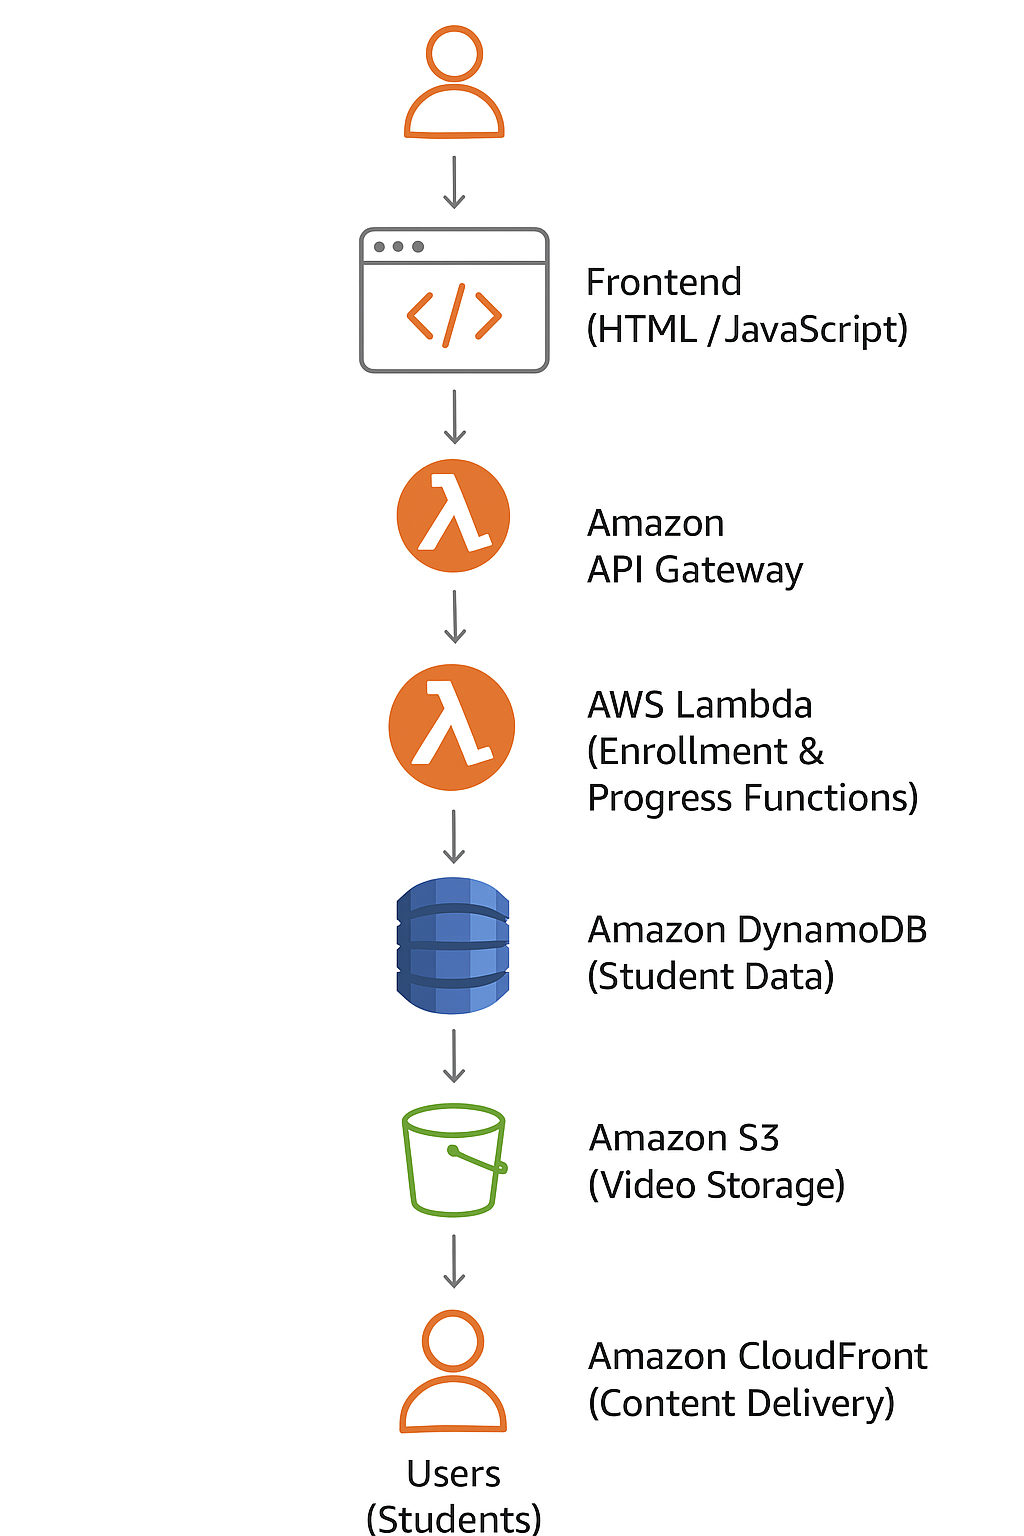 Frontend
(HTML / JavaScript)
Amazon
API Gateway
AWS Lambda
(Enrollment &
Progress Functions)
Amazon DynamoDB
(Student Data)
Amazon S3
(Video Storage)
Amazon CloudFront
(Content Delivery)
Users
(Students)